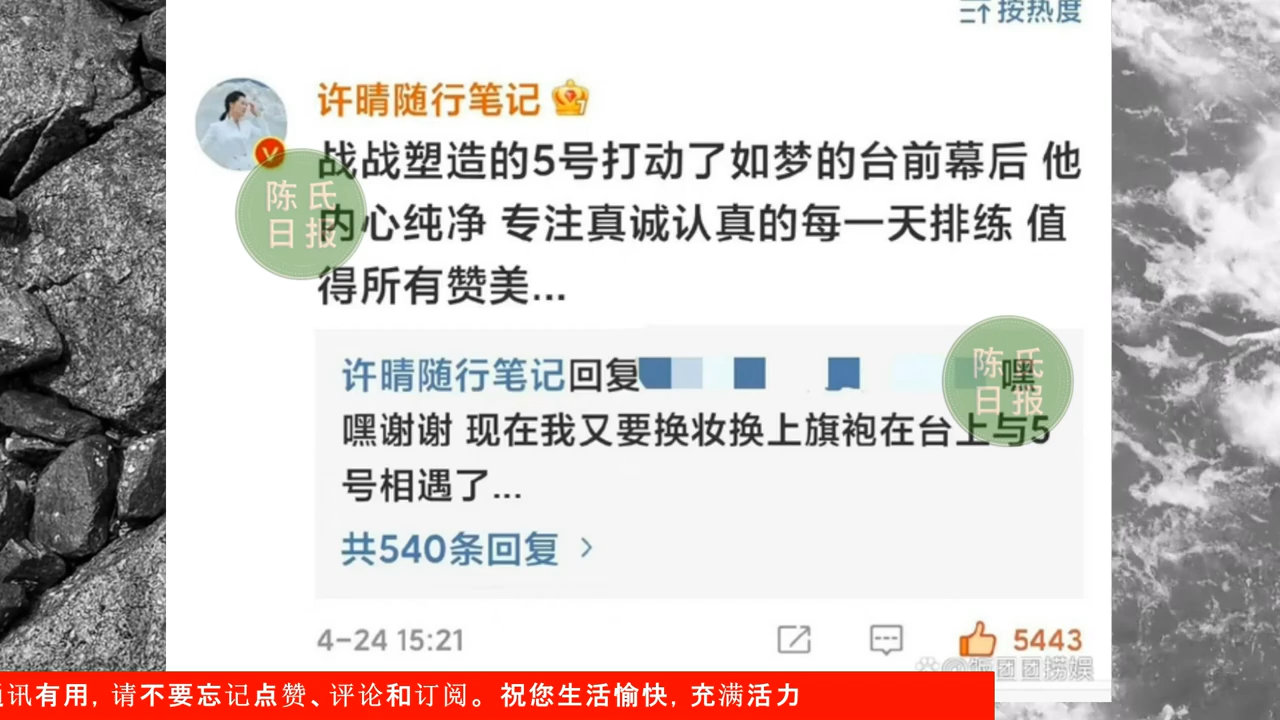 按热度
许晴随行笔记
战战塑造的5号打动了如梦的台前幕后 他
内心纯净 专注真诚认真的每一天排练 值
得所有赞美...
陈氏
日报
许晴随行笔记回复 嘿
嘿谢谢 现在我又要换妆换上旗袍在台上与5
号相遇了...
陈氏
日报
共540条回复 >
4-24 15:21
5443
@饭团团捞娱
讯有用, 请不要忘记点赞、评论和订阅。祝您生活愉快, 充满活力